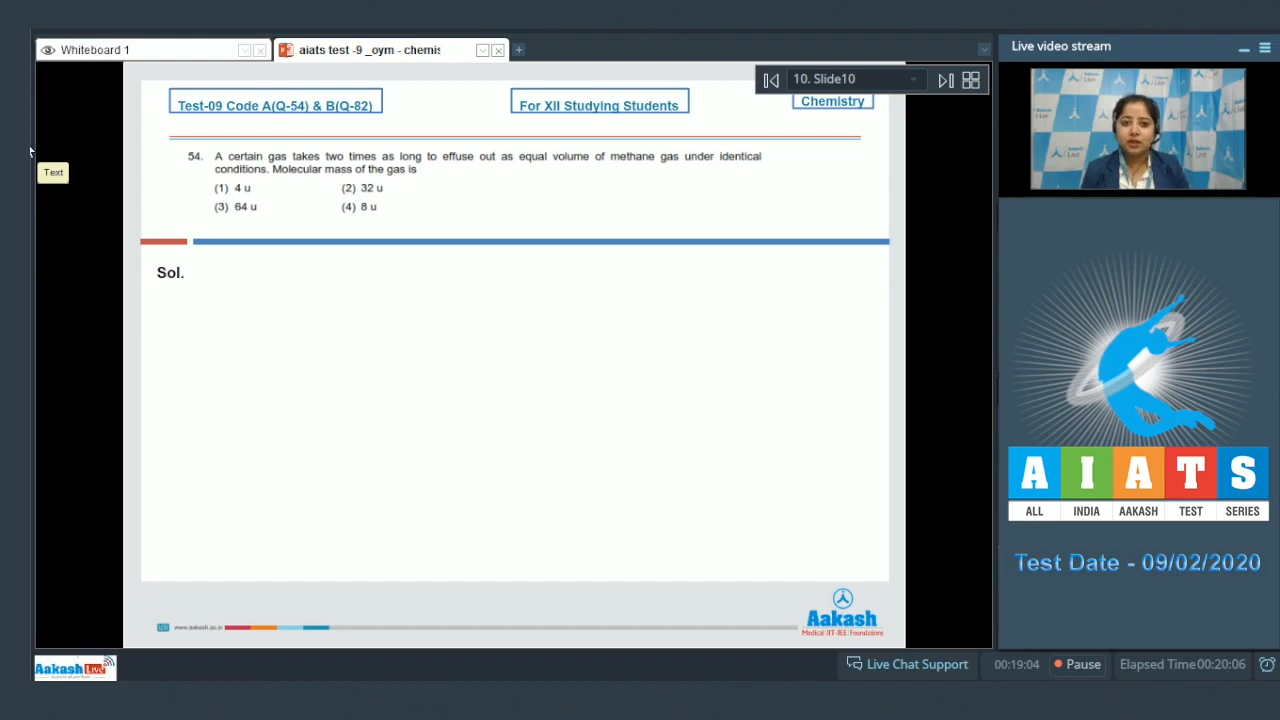 Whiteboard 1
aiats test -9 _oym - chemis
Live video stream
10. Slide10
Test-09 Code A(Q-54) & B(Q-82)
For XII Studying Students
Chemistry
54. A certain gas takes two times as long to effuse out as equal volume of methane gas under identical
conditions. Molecular mass of the gas is
(1) 4 u (2) 32 u
(3) 64 u (4) 8 u
Text
Sol.
A I A T S
ALL INDIA AAKASH TEST SERIES
Test Date - 09/02/2020
Aakash
Medical|IIT-JEE|Foundations
www.aakash.ac.in
Aakash Live
Live Chat Support
00:19:04
Pause
Elapsed Time 00:20:06